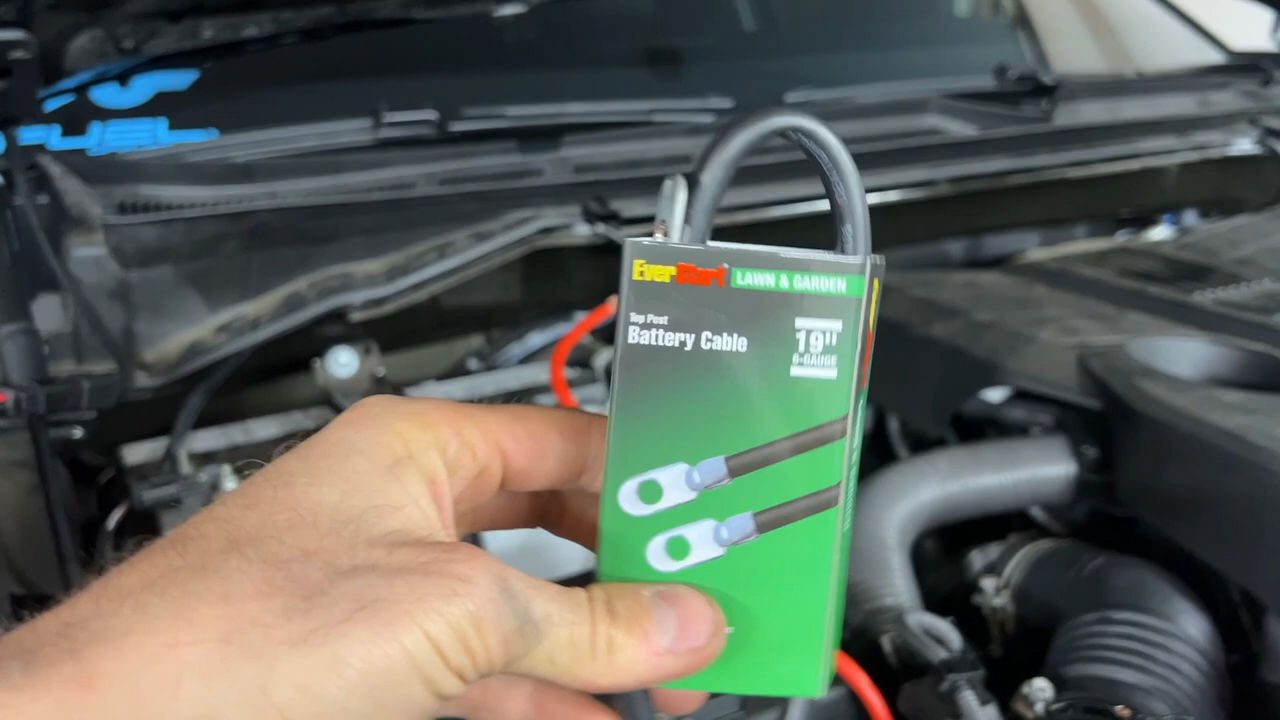 FUEL
EverStart LAWN & GARDEN
Top Post
Battery Cable
19"
6-GAUGE